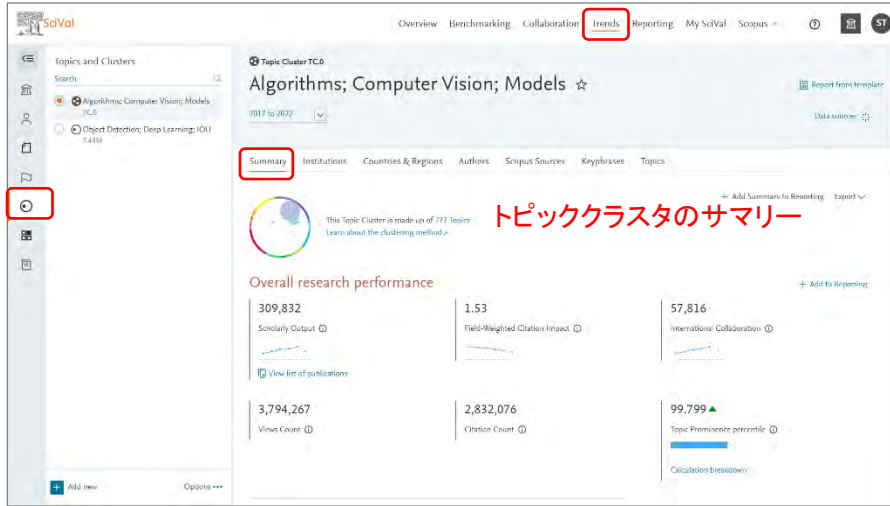 SciVal
Overview Benchmarking Collaboration Trends Reporting My SciVal Scopus
ST
Topics and Clusters
Search
Algorithms; Computer Vision; Models
TC.0
Object Detection; Deep Learning; IOU
T.4338
Topic Cluster TC.0
Algorithms; Computer Vision; Models
Report from template
2017 to 2022
Data sources
Summary Institutions Countries & Regions Authors Scopus Sources Keyphrases Topics
+ Add Summary to Reporting Export
This Topic Cluster is made up of 777 Topics
Learn about the clustering method
トピッククラスタのサマリー
Overall research performance
+ Add to Reporting
309,832 1.53 57,816
Scholarly Output Field-Weighted Citation Impact International Collaboration
View list of publications
3,794,267 2,832,076 99.799
Views Count Citation Count Topic Prominence percentile
Calculation breakdown
+ Add new Options